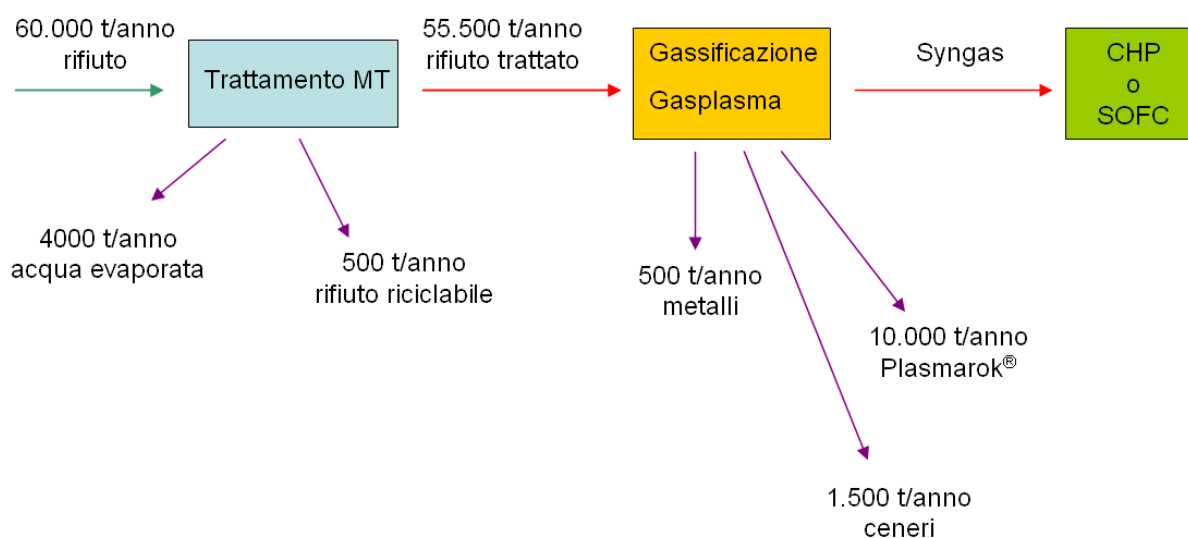 60.000 t/anno
rifiuto
Trattamento MT
55.500 t/anno
rifiuto trattato
Gassificazione
Gasplasma
Syngas
CHP
o
SOFC
4000 t/anno
acqua evaporata
500 t/anno
rifiuto riciclabile
500 t/anno
metalli
10.000 t/anno
Plasmarok®
1.500 t/anno
ceneri